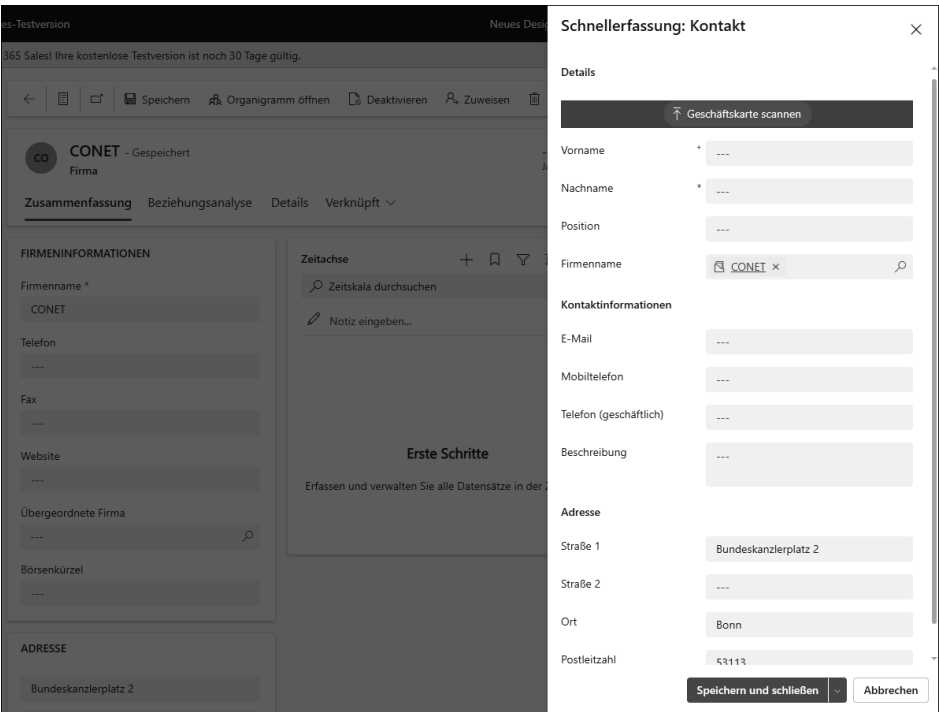 es-Testversion
Neues Desig
365 Sales! Ihre kostenlose Testversion ist noch 30 Tage gültig.
Speichern Organigramm öffnen Deaktivieren Zuweisen
CO
CONET - Gespeichert
Firma
Zusammenfassung Beziehungsanalyse Details Verknüpft
FIRMENINFORMATIONEN
Firmenname *
CONET
Telefon
---
Fax
---
Website
---
Übergeordnete Firma
---
Börsenkürzel
---
ADRESSE
Bundeskanzlerplatz 2
Zeitachse
Zeitskala durchsuchen
Notiz eingeben...
Erste Schritte
Erfassen und verwalten Sie alle Datensätze in der
Schnellerfassung: Kontakt
Details
Geschäftskarte scannen
Vorname + ---
Nachname * ---
Position ---
Firmenname CONET
Kontaktinformationen
E-Mail ---
Mobiltelefon ---
Telefon (geschäftlich) ---
Beschreibung ---
Adresse
Straße 1 Bundeskanzlerplatz 2
Straße 2 ---
Ort Bonn
Postleitzahl 53113
Speichern und schließen Abbrechen